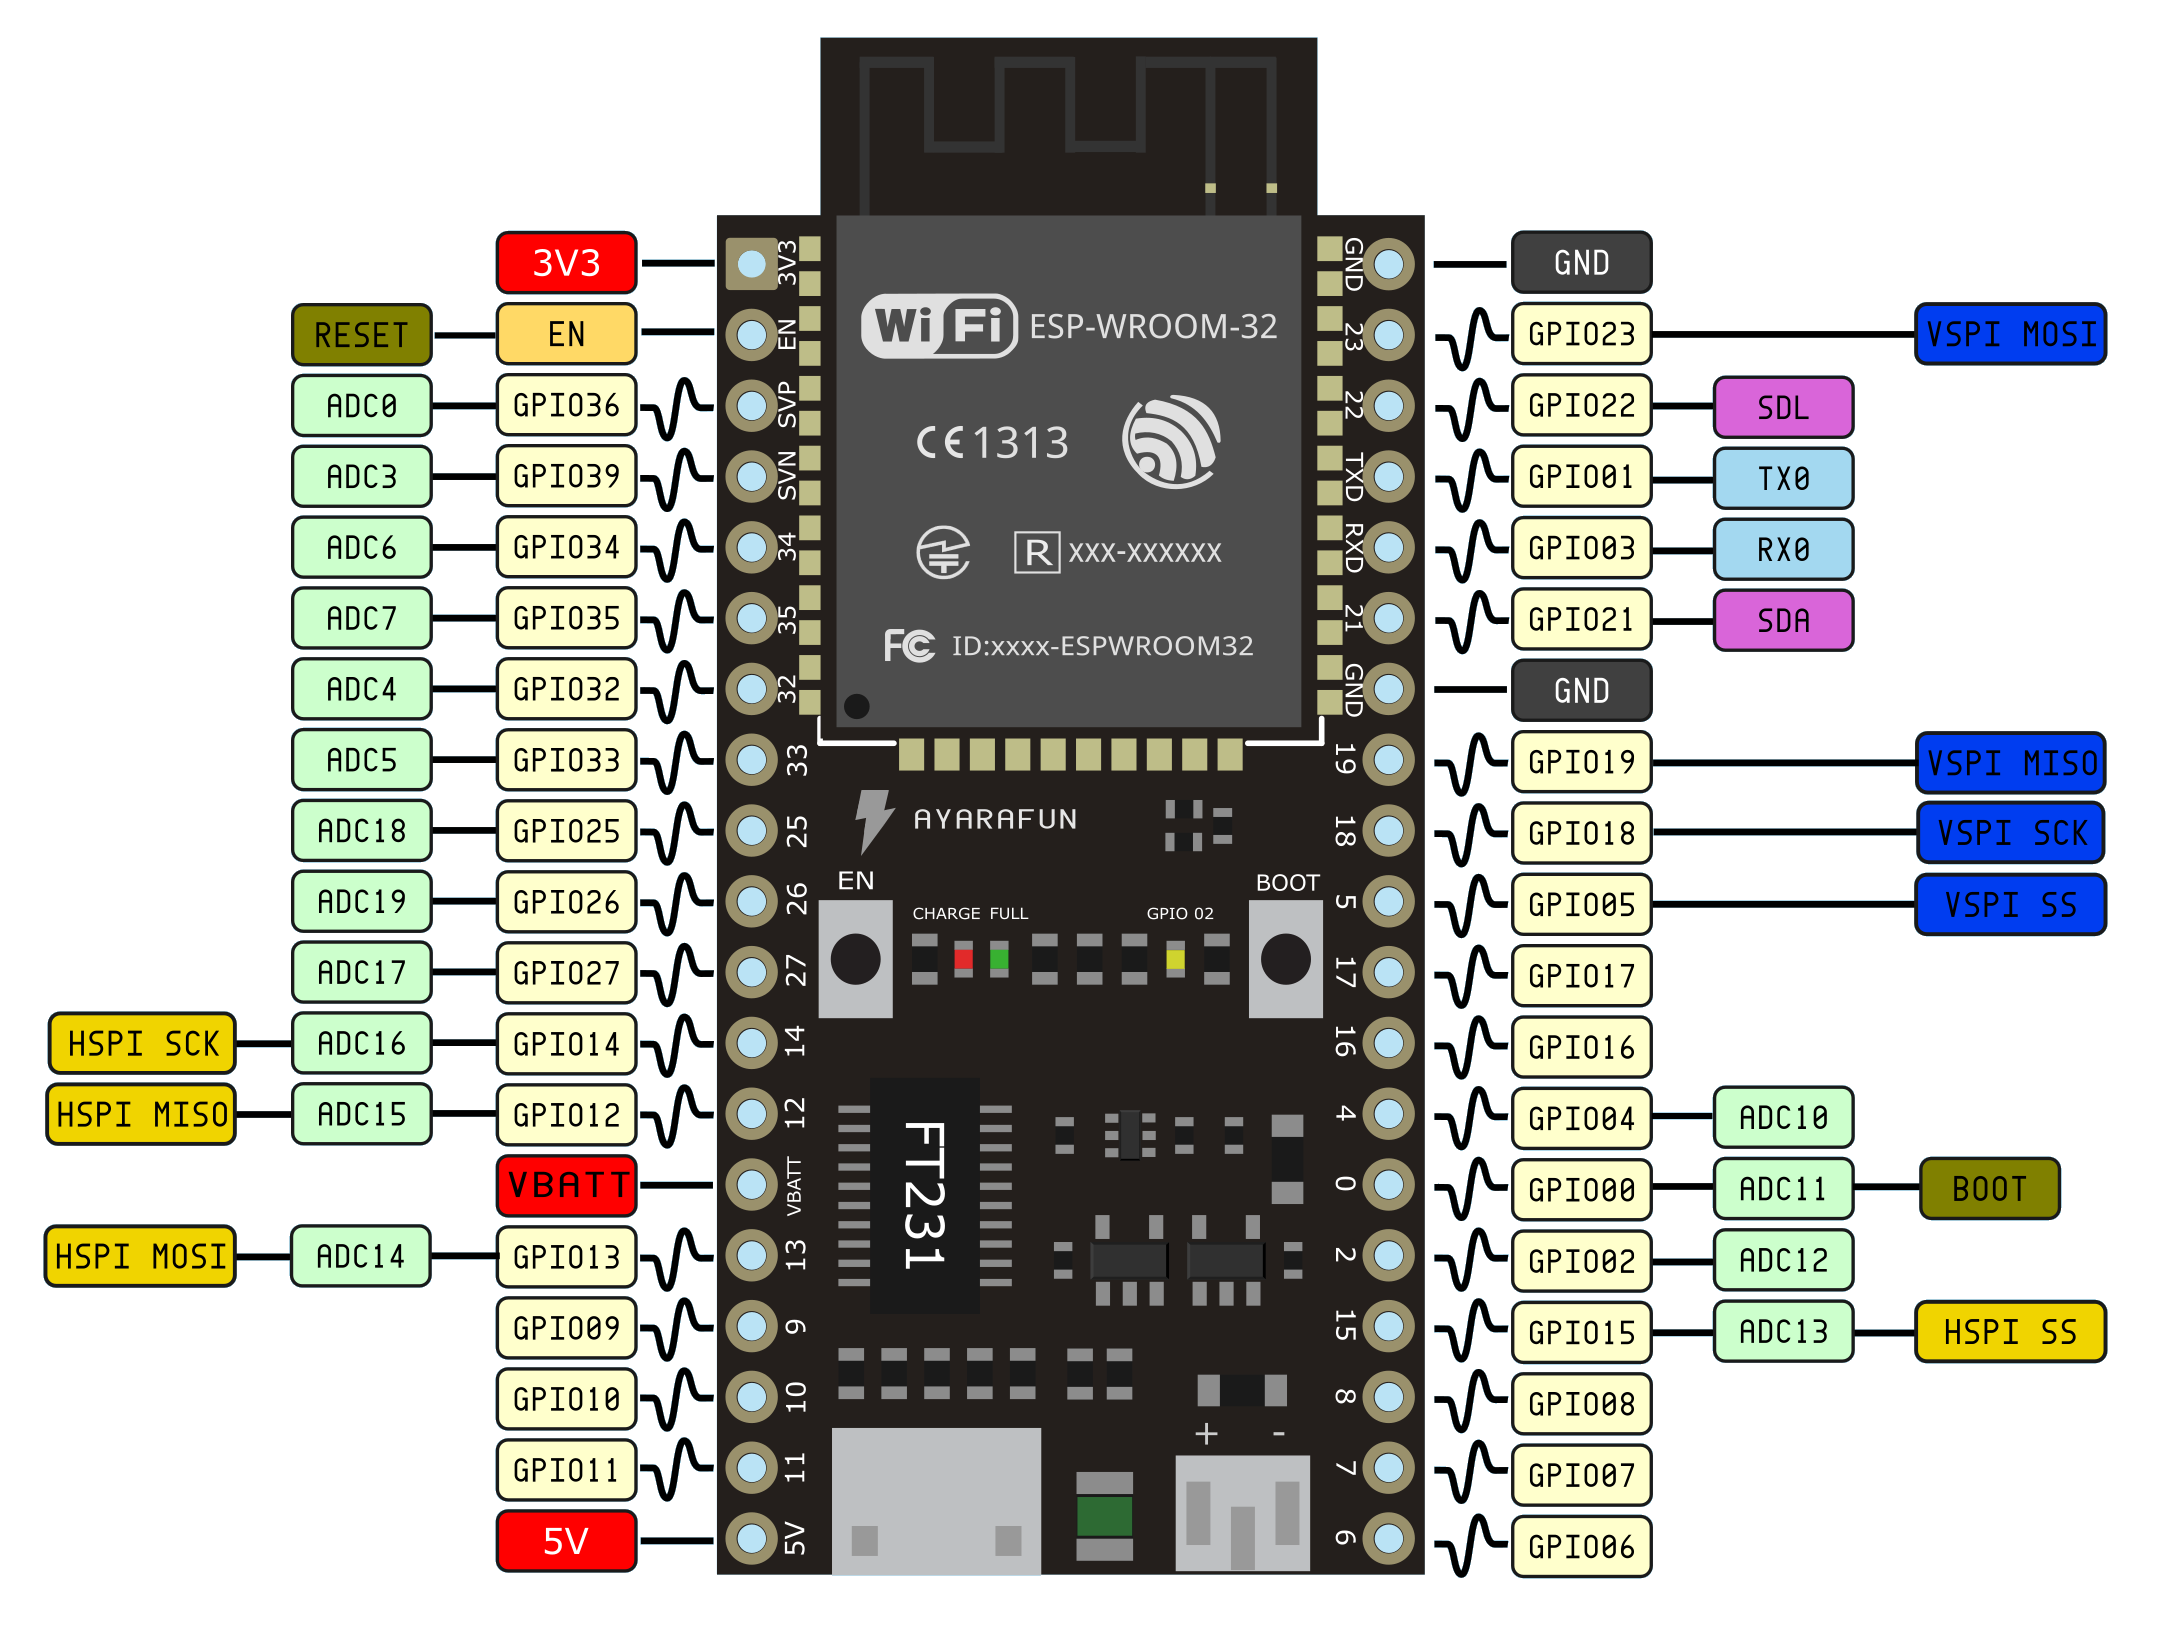 3V3 3V3 GND GND
RESET EN EN 23 GPIO23 VSPI MOSI
ADC0 GPIO36 SVP 22 GPIO22 SDL
ADC3 GPIO39 SVN TXD GPIO01 TX0
ADC6 GPIO34 34 RXD GPIO03 RX0
ADC7 GPIO35 35 21 GPIO21 SDA
ADC4 GPIO32 32 GND GND
ADC5 GPIO33 33 19 GPIO19 VSPI MISO
ADC18 GPIO25 25 18 GPIO18 VSPI SCK
ADC19 GPIO26 26 5 GPIO05 VSPI SS
ADC17 GPIO27 27 17 GPIO17
HSPI SCK ADC16 GPIO14 14 16 GPIO16
HSPI MISO ADC15 GPIO12 12 4 GPIO04 ADC10
VBATT VBATT 0 GPIO00 ADC11 BOOT
HSPI MOSI ADC14 GPIO13 13 2 GPIO02 ADC12
GPIO09 9 15 GPIO15 ADC13 HSPI SS
GPIO10 10 8 GPIO08
GPIO11 11 7 GPIO07
5V 5V 6 GPIO06
WiFi ESP-WROOM-32
CE 1313
R XXX-XXXXXX
FC ID:xxxx-ESPWROOM32
AYARAFUN
EN BOOT
CHARGE FULL GPIO 02
FT231
+ -